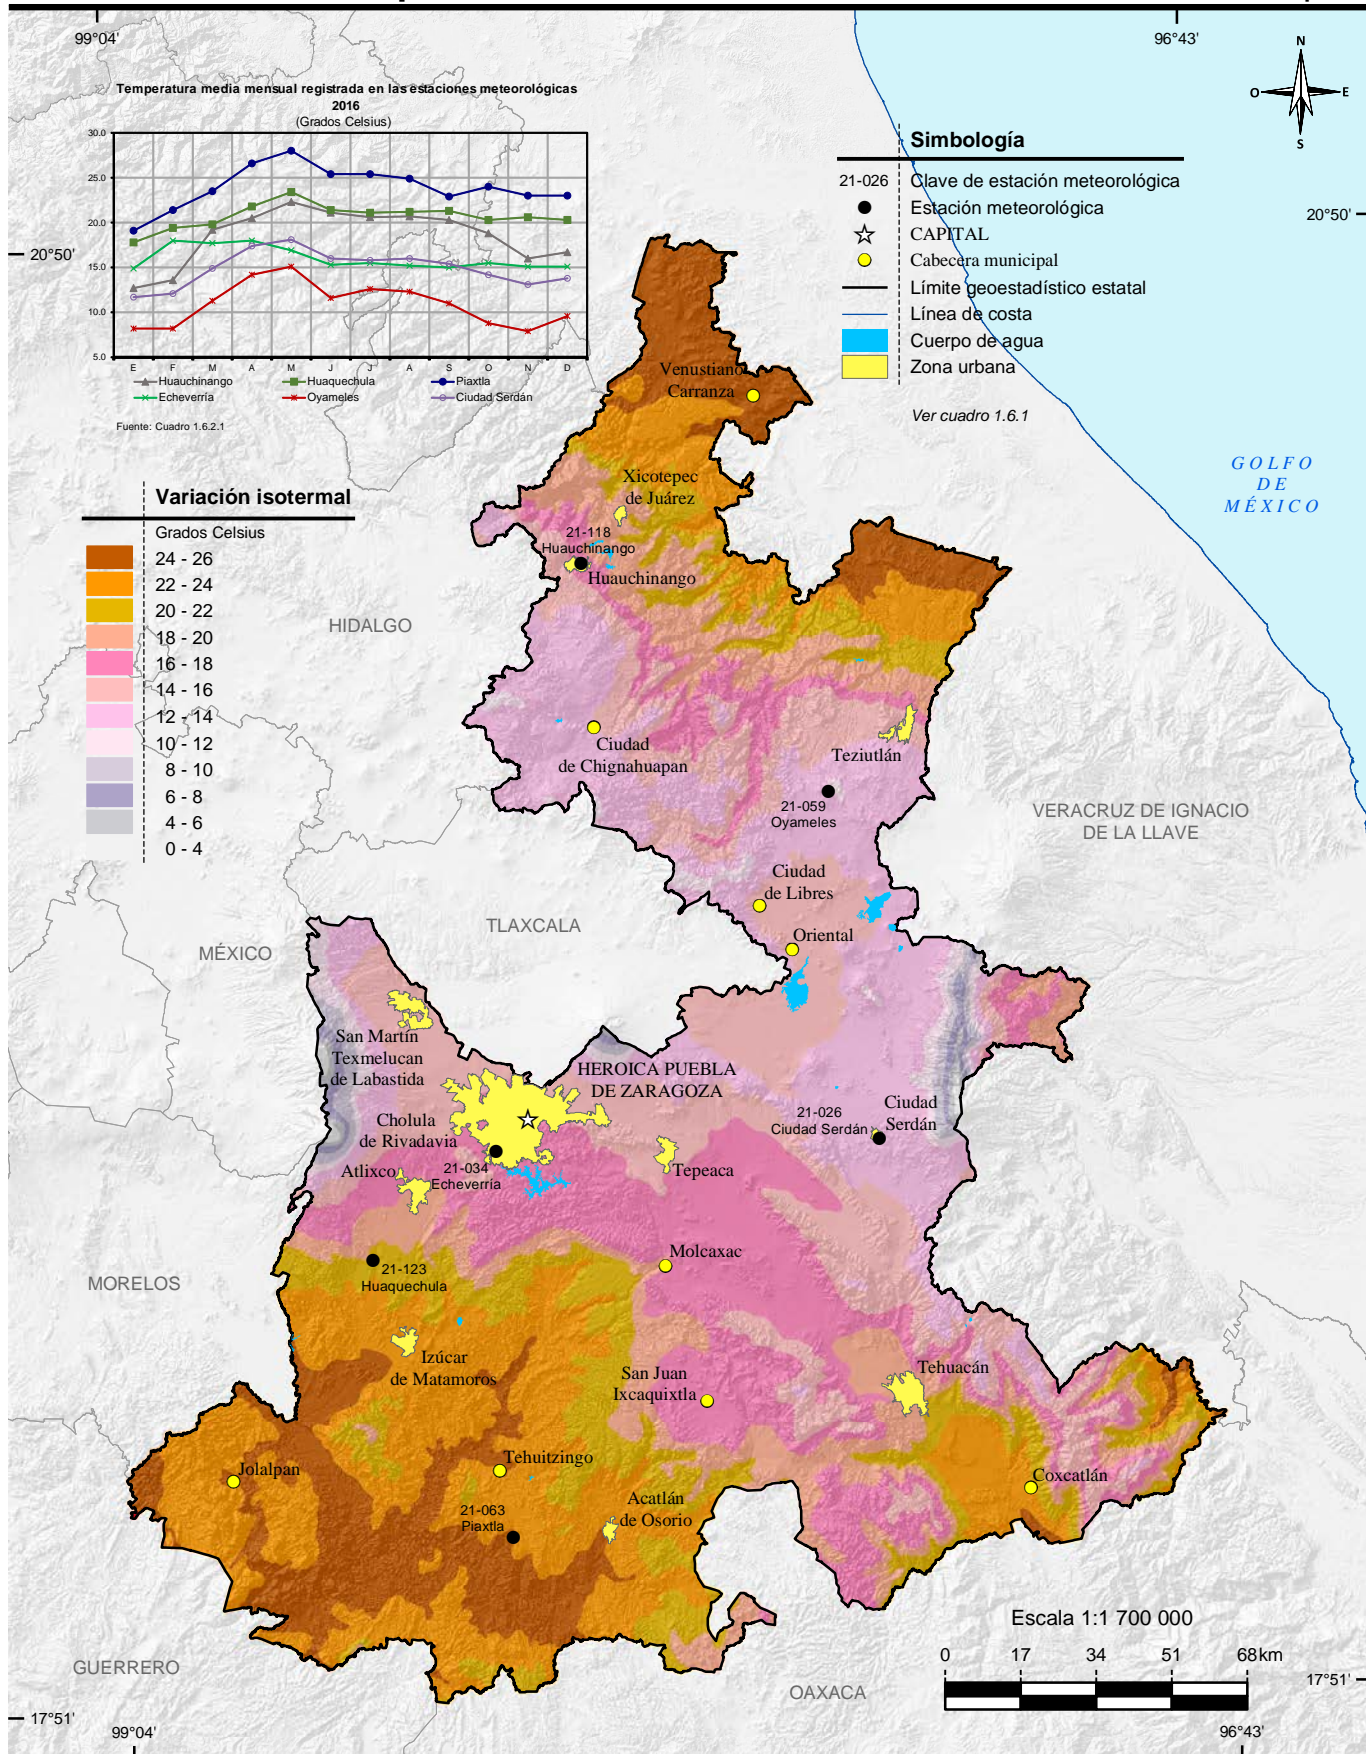 99°04'
96°43'
Temperatura media mensual registrada en las estaciones meteorológicas
2016
(Grados Celsius)
30.0
25.0
20.0
15.0
10.0
5.0
E F M A M J J A S O N D
Huauchinango Huaquechula Piaxtla
Echeverría Oyameles Ciudad Serdán
Fuente: Cuadro 1.6.2.1
N
O E
S
Simbología
21-026 Clave de estación meteorológica
Estación meteorológica
CAPITAL
Cabecera municipal
Límite geoestadístico estatal
Línea de costa
Cuerpo de agua
Zona urbana
Ver cuadro 1.6.1
20°50'
20°50'
GOLFO
DE
MÉXICO
Variación isotermal
Grados Celsius
24 - 26
22 - 24
20 - 22
18 - 20
16 - 18
14 - 16
12 - 14
10 - 12
8 - 10
6 - 8
4 - 6
0 - 4
Venustiano
Carranza
Xicotepec
de Juárez
21-118
Huauchinango
Huauchinango
HIDALGO
Ciudad
de Chignahuapan
Teziutlán
21-059
Oyameles
VERACRUZ DE IGNACIO
DE LA LLAVE
Ciudad
de Libres
Oriental
TLAXCALA
MÉXICO
San Martín
Texmelucan
de Labastida
HEROICA PUEBLA
DE ZARAGOZA
Cholula
de Rivadavia
21-026
Ciudad Serdán
Ciudad
Serdán
Atlixco
21-034
Echeverría
Tepeaca
21-123
Huaquechula
Molcaxac
MORELOS
Izúcar
de Matamoros
San Juan
Ixcaquixtla
Tehuacán
Jolalpan
Tehuitzingo
Coxcatlán
21-063
Piaxtla
Acatlán
de Osorio
Escala 1:1 700 000
0 17 34 51 68km
GUERRERO
OAXACA
17°51'
17°51'
99°04'
96°43'